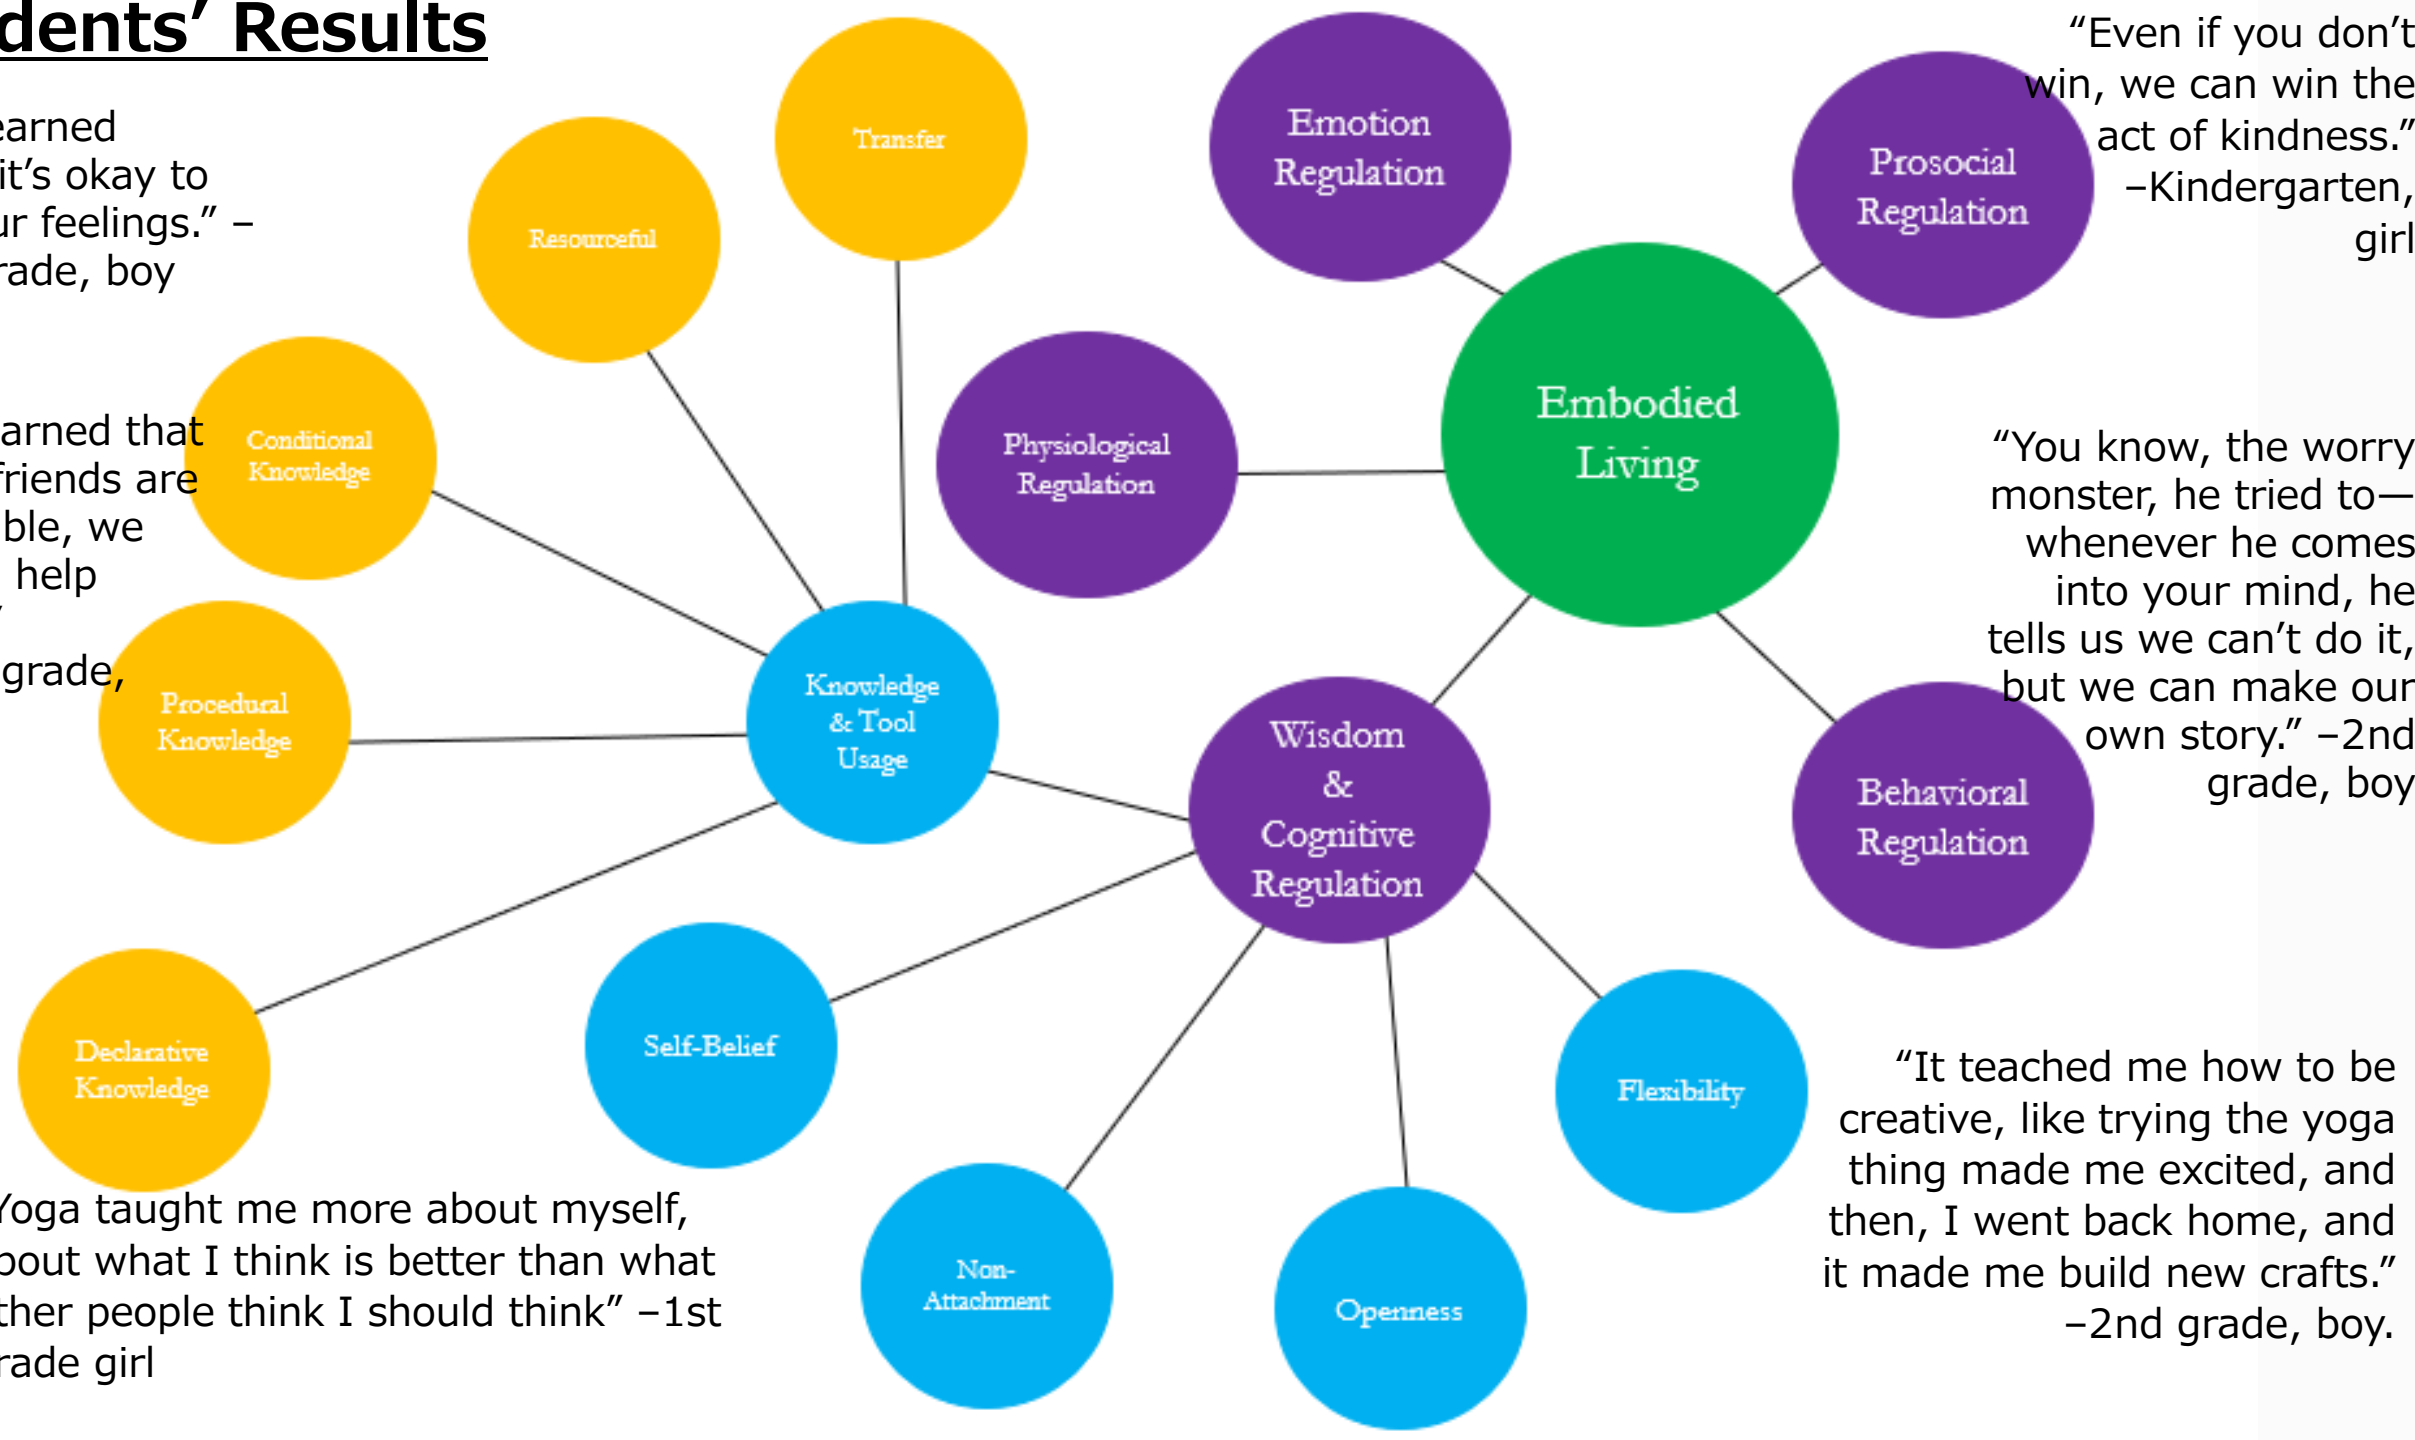 dents’ Results
earned
it’s okay to
ur feelings.” –
rade, boy
arned that
friends are
ble, we
help
grade,
Transfer
Resourceful
Conditional
Knowledge
Procedural
Knowledge
Declarative
Knowledge
Knowledge
& Tool
Usage
Emotion
Regulation
Prosocial
Regulation
Physiological
Regulation
Embodied
Living
Wisdom
&
Cognitive
Regulation
Behavioral
Regulation
Self-Belief
Non-
Attachment
Openness
Flexibility
“Even if you don’t
win, we can win the
act of kindness.”
–Kindergarten,
girl
“You know, the worry
monster, he tried to—
whenever he comes
into your mind, he
tells us we can’t do it,
but we can make our
own story.” –2nd
grade, boy
“It teached me how to be
creative, like trying the yoga
thing made me excited, and
then, I went back home, and
it made me build new crafts.”
–2nd grade, boy.
Yoga taught me more about myself,
bout what I think is better than what
ther people think I should think” –1st
rade girl